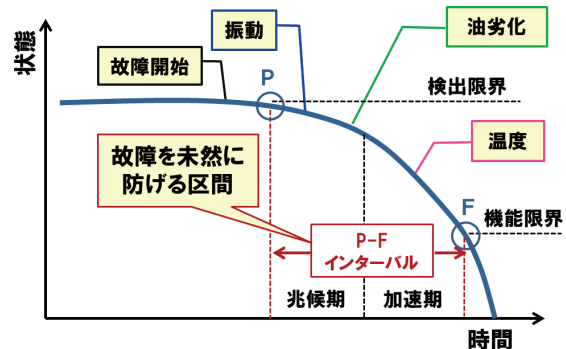 状態
故障開始
振動
油劣化
P
検出限界
温度
故障を未然に
防げる区間
F
機能限界
P-F
インターバル
兆候期
加速期
時間